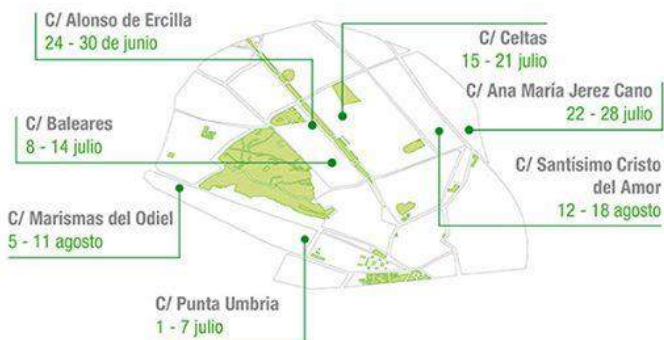 C/ Alonso de Ercilla
24 - 30 de junio
C/ Celtas
15 - 21 julio
C/ Ana María Jerez Cano
22 - 28 julio
C/ Baleares
8 - 14 julio
C/ Santísimo Cristo
del Amor
12 - 18 agosto
C/ Marismas del Odiel
5 - 11 agosto
C/ Punta Umbria
1 - 7 julio